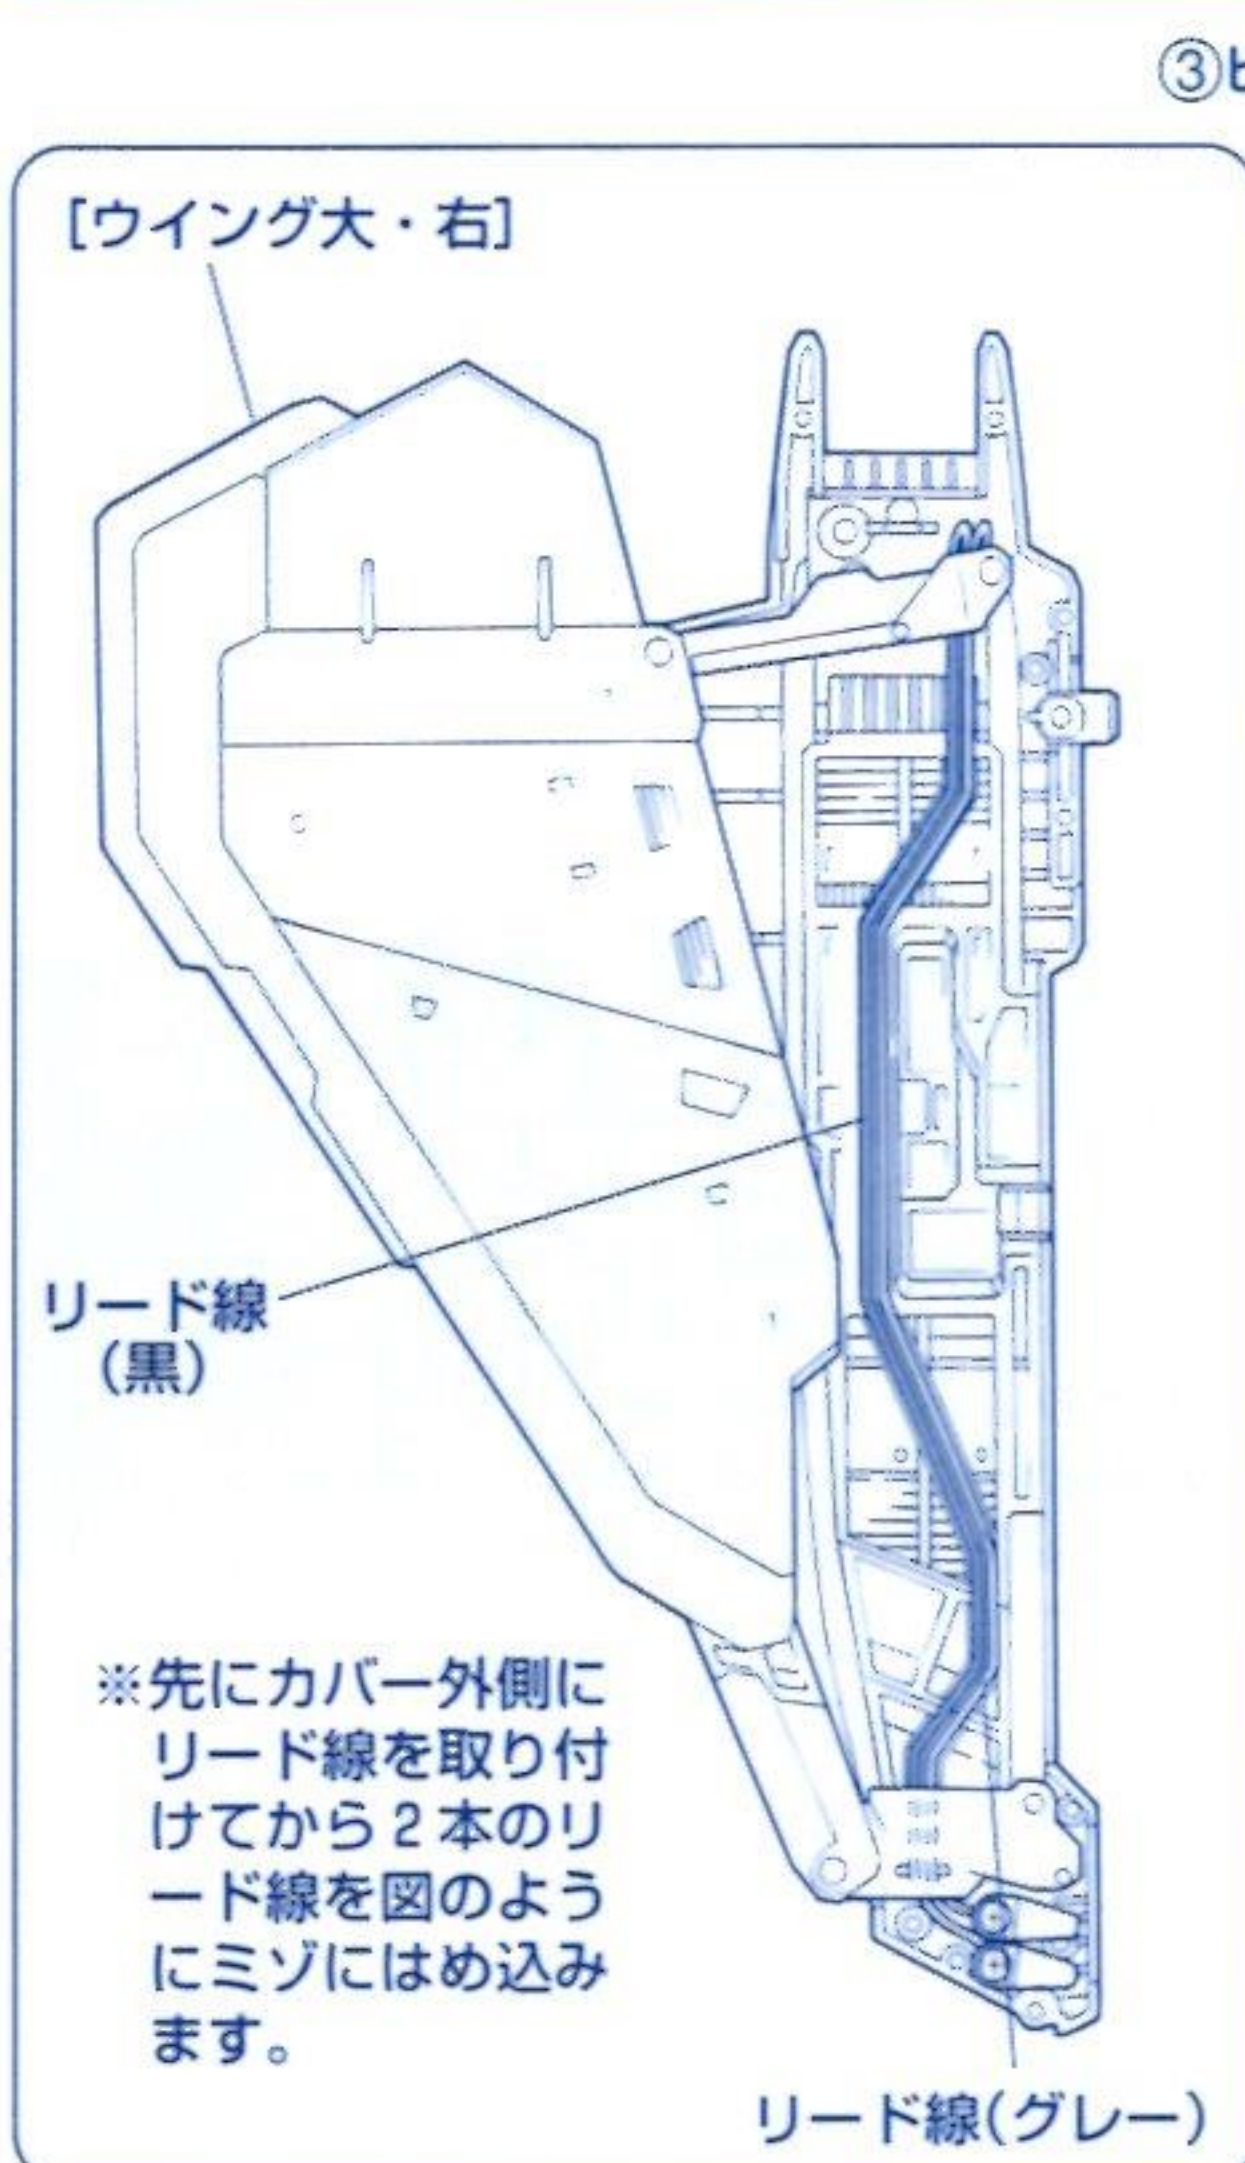 ③ビ
[ウイング大・右]
リード線
（黒）
※先にカバー外側に
リード線を取り付
けてから2本のリ
ード線を図のよう
にミゾにはめ込み
ます。
リード線（グレー）